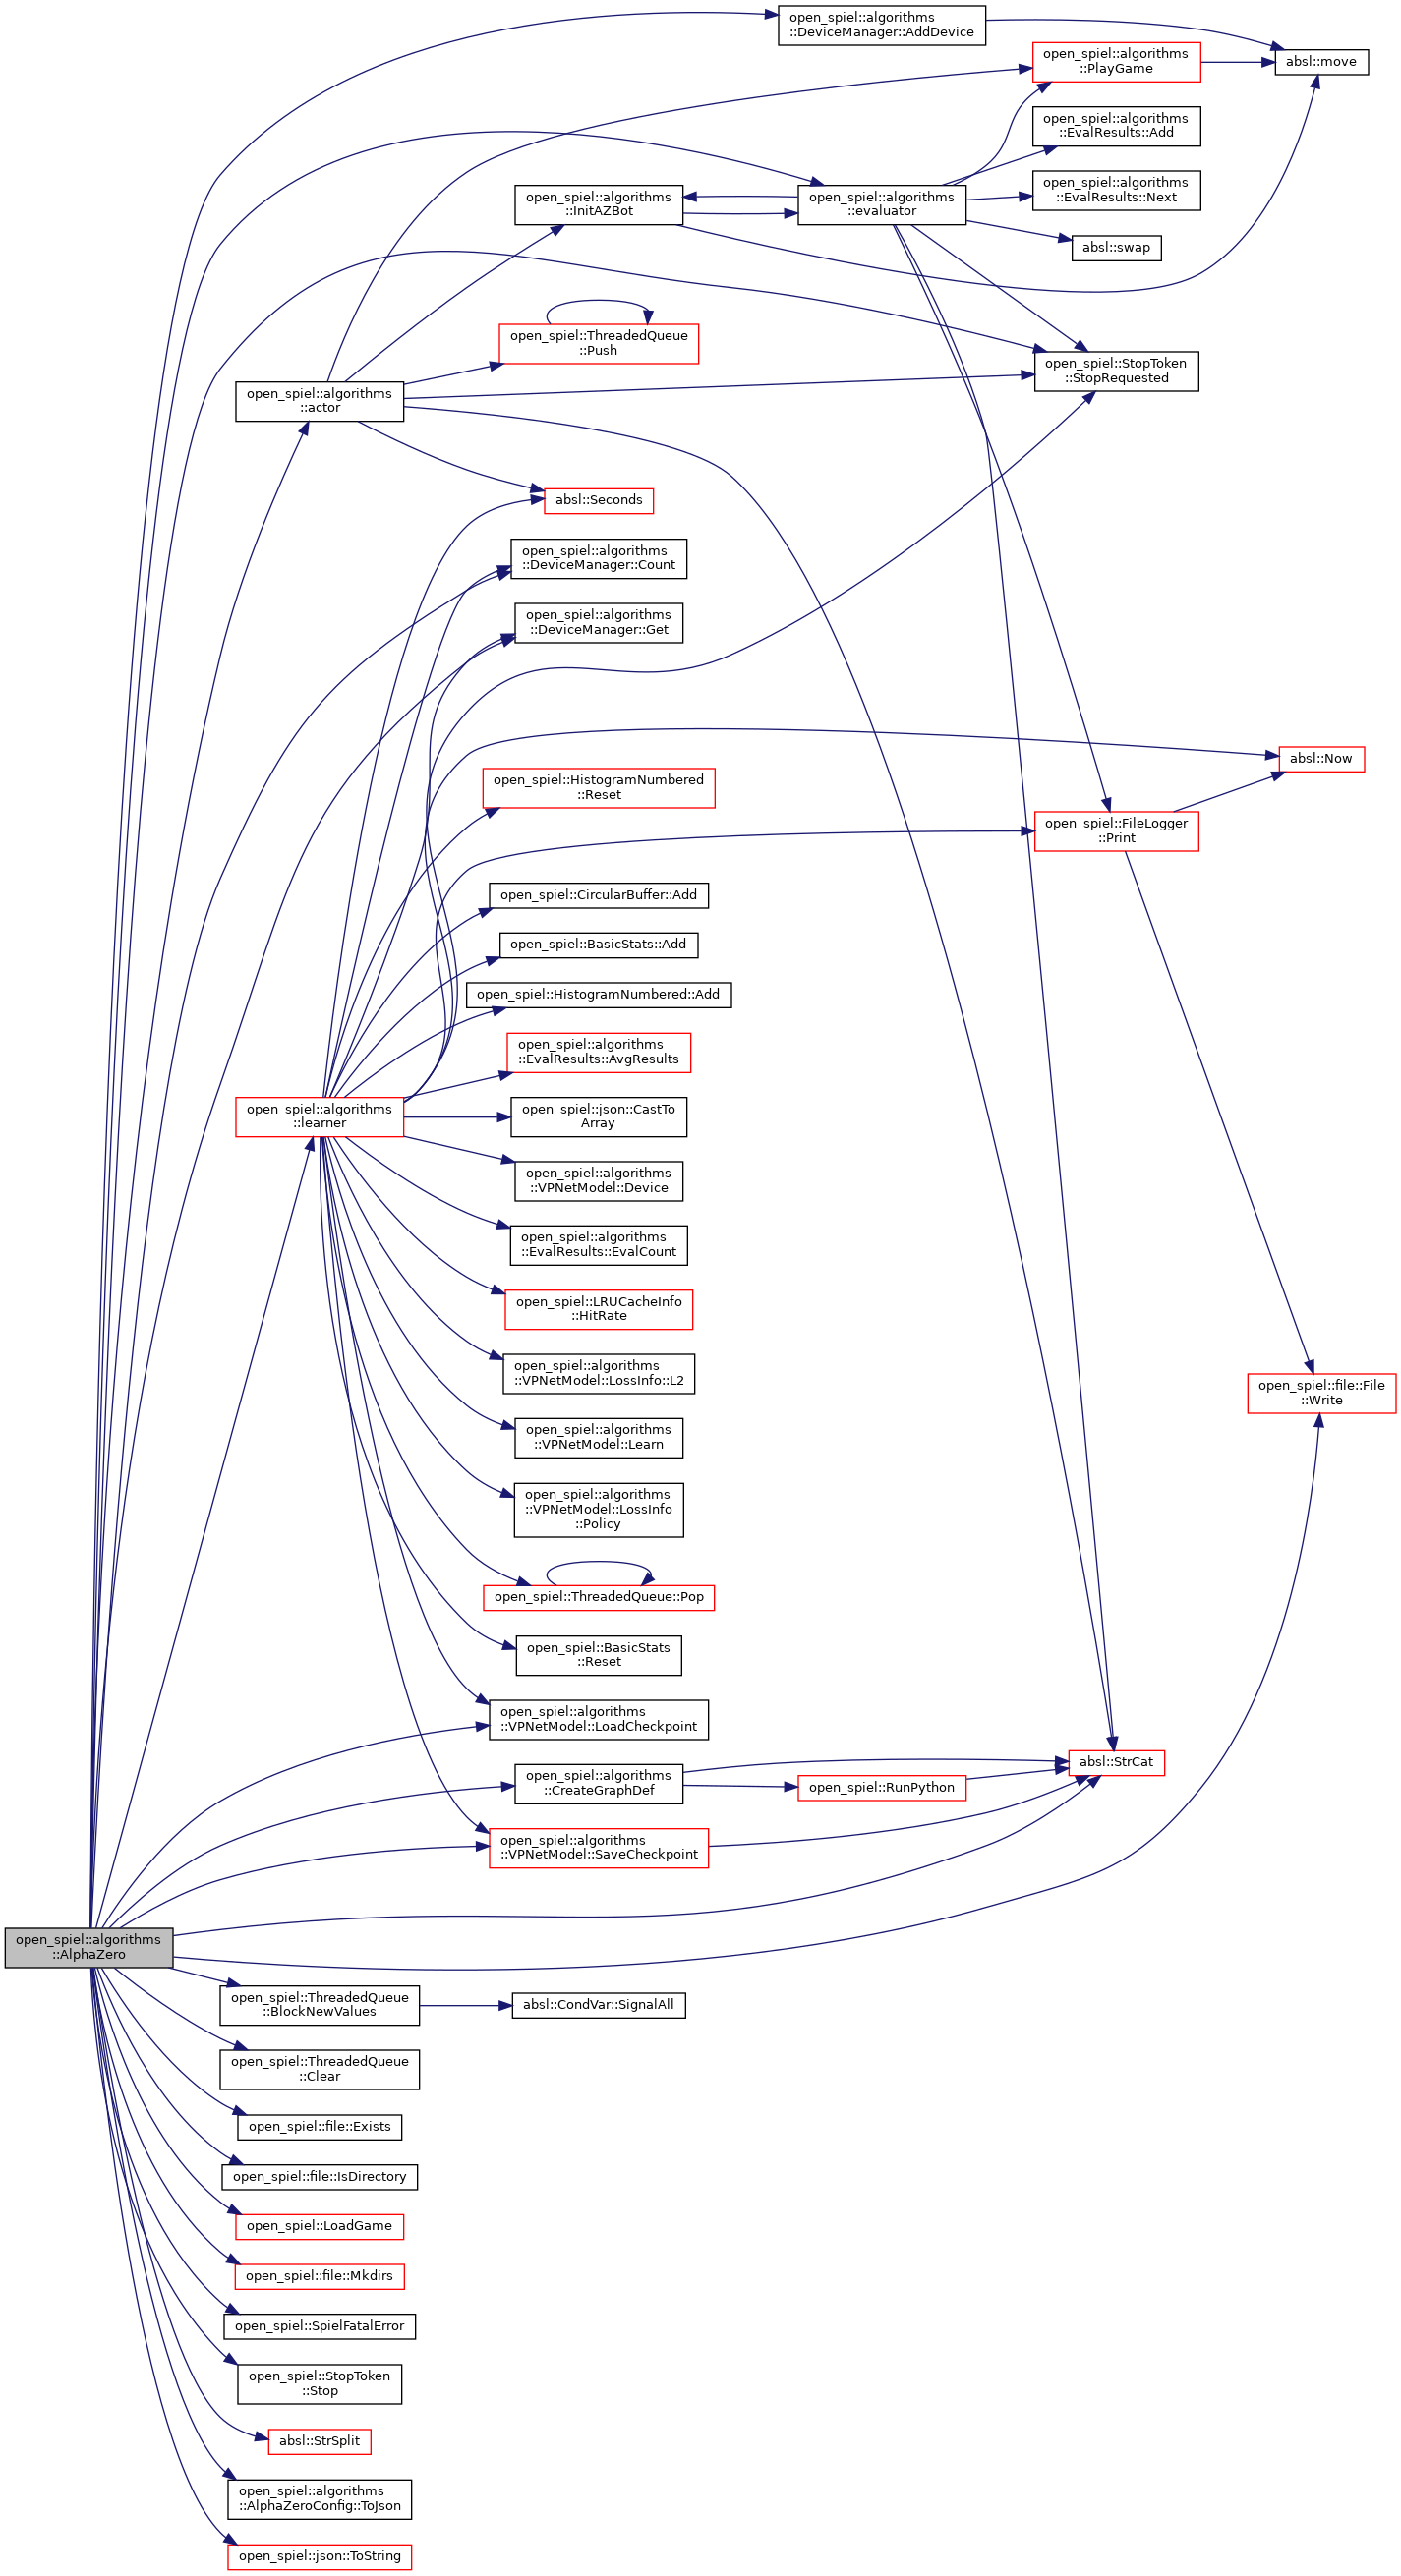 open_spiel::algorithms
::DeviceManager::AddDevice
open_spiel::algorithms
::PlayGame
absl::move
open_spiel::algorithms
::EvalResults::Add
open_spiel::algorithms
::EvalResults::Next
open_spiel::algorithms
::InitAZBot
open_spiel::algorithms
::evaluator
absl::swap
open_spiel::ThreadedQueue
::Push
open_spiel::StopToken
::StopRequested
open_spiel::algorithms
::actor
absl::Seconds
open_spiel::algorithms
::DeviceManager::Count
open_spiel::algorithms
::DeviceManager::Get
absl::Now
open_spiel::HistogramNumbered
::Reset
open_spiel::FileLogger
::Print
open_spiel::CircularBuffer::Add
open_spiel::BasicStats::Add
open_spiel::HistogramNumbered::Add
open_spiel::algorithms
::EvalResults::AvgResults
open_spiel::algorithms
::learner
open_spiel::json::CastTo
Array
open_spiel::algorithms
::VPNetModel::Device
open_spiel::algorithms
::EvalResults::EvalCount
open_spiel::LRUCacheInfo
::HitRate
open_spiel::algorithms
::VPNetModel::LossInfo::L2
open_spiel::file::File
::Write
open_spiel::algorithms
::VPNetModel::Learn
open_spiel::algorithms
::VPNetModel::LossInfo
::Policy
open_spiel::ThreadedQueue::Pop
open_spiel::BasicStats
::Reset
open_spiel::algorithms
::VPNetModel::LoadCheckpoint
absl::StrCat
open_spiel::algorithms
::CreateGraphDef
open_spiel::RunPython
open_spiel::algorithms
::VPNetModel::SaveCheckpoint
open_spiel::algorithms
::AlphaZero
open_spiel::ThreadedQueue
::BlockNewValues
absl::CondVar::SignalAll
open_spiel::ThreadedQueue
::Clear
open_spiel::file::Exists
open_spiel::file::IsDirectory
open_spiel::LoadGame
open_spiel::file::Mkdirs
open_spiel::SpielFatalError
open_spiel::StopToken
::Stop
absl::StrSplit
open_spiel::algorithms
::AlphaZeroConfig::ToJson
open_spiel::json::ToString